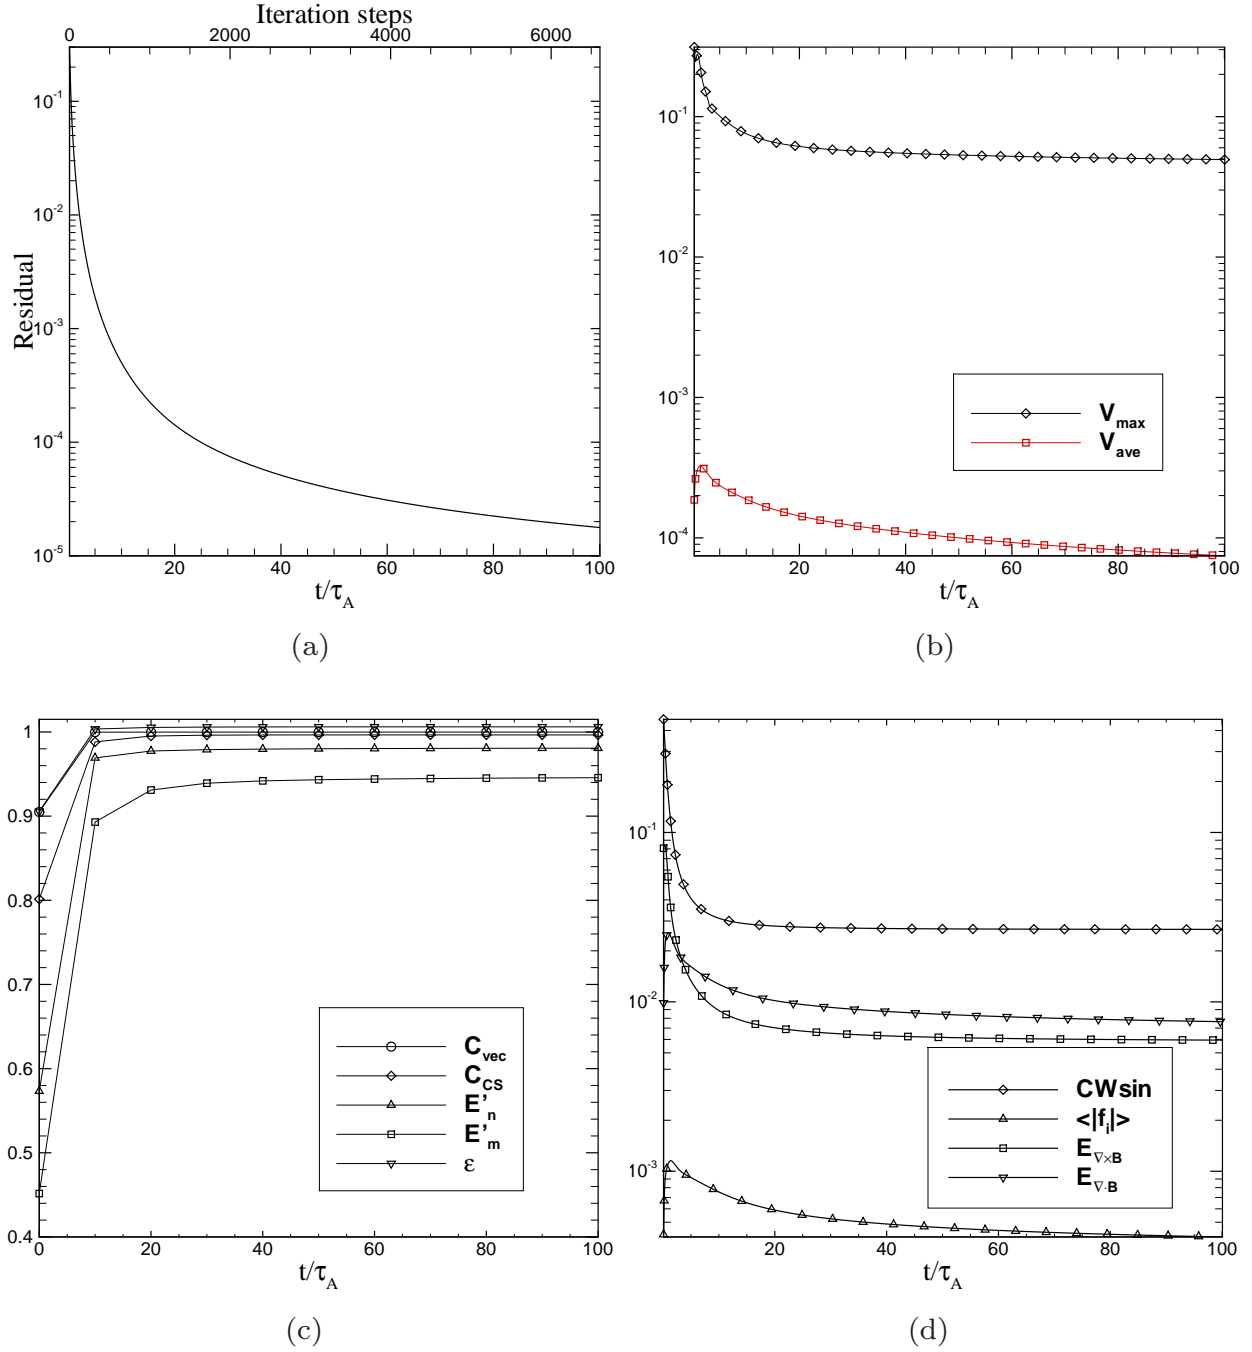 Iteration steps
0 2000 4000 6000
10-1
10-2
10-3
10-4
10-5
Residual
20 40 60 80 100
t/τA
(a)
10-1
10-2
10-3
10-4
Vmax
Vave
20 40 60 80 100
t/τA
(b)
1
0.9
0.8
0.7
0.6
0.5
0.4
Cvec
CCS
E'n
E'm
ε
0 20 40 60 80 100
t/τA
(c)
10-1
10-2
10-3
CWsin
<|fi|>
E∇×B
E∇·B
20 40 60 80 100
t/τA
(d)